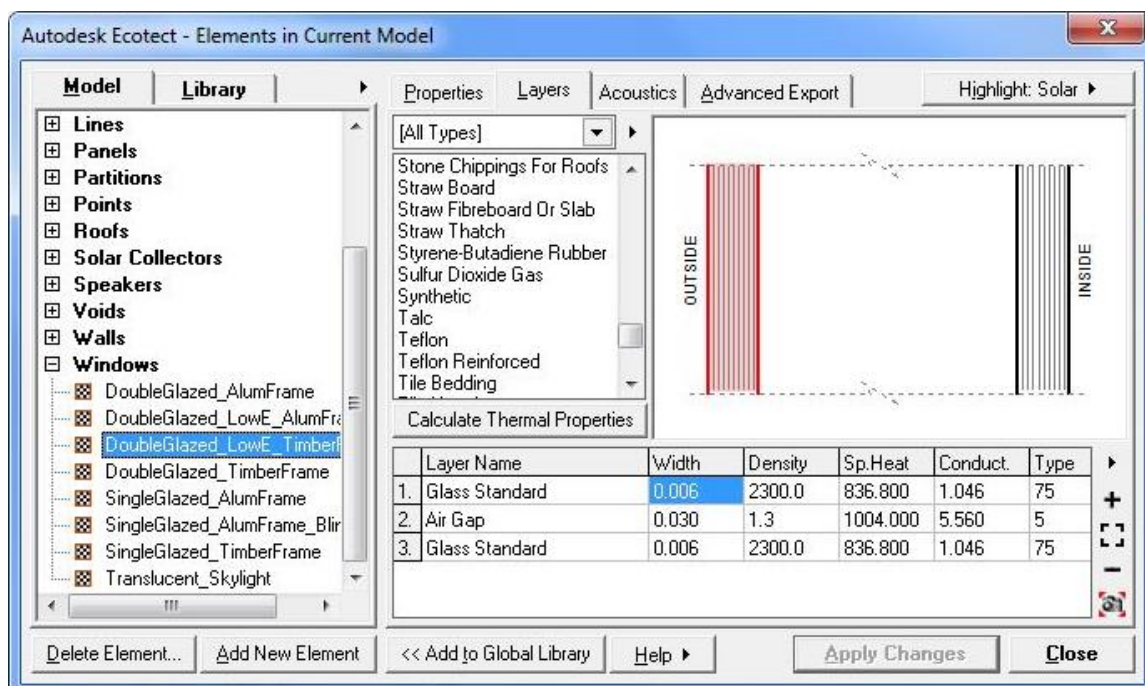 Autodesk Ecotect - Elements in Current Model
Model Library
Lines
Panels
Partitions
Points
Roofs
Solar Collectors
Speakers
Voids
Walls
Windows
DoubleGlazed_AlumFrame
DoubleGlazed_LowE_AlumFra
DoubleGlazed_LowE_TimberF
DoubleGlazed_TimberFrame
SingleGlazed_AlumFrame
SingleGlazed_AlumFrame_Blin
SingleGlazed_TimberFrame
Translucent_Skylight
Delete Element... Add New Element
Properties Layers Acoustics Advanced Export Highlight: Solar
[All Types]
Stone Chippings For Roofs
Straw Board
Straw Fibreboard Or Slab
Straw Thatch
Styrene-Butadiene Rubber
Sulfur Dioxide Gas
Synthetic
Talc
Teflon
Teflon Reinforced
Tile Bedding
Calculate Thermal Properties
OUTSIDE
INSIDE
Layer Name Width Density Sp.Heat Conduct. Type
1. Glass Standard 0.006 2300.0 836.800 1.046 75
2. Air Gap 0.030 1.3 1004.000 5.560 5
3. Glass Standard 0.006 2300.0 836.800 1.046 75
<< Add to Global Library Help Apply Changes Close